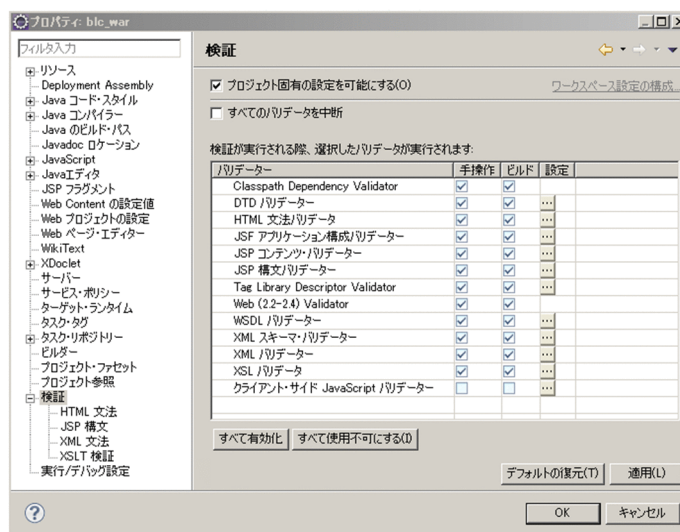 プロパティ: blc_war
フィルタ入力
リソース
Deployment Assembly
Java コード・スタイル
Java コンパイラー
Java のビルド・パス
Javadoc ロケーション
JavaScript
Javaエディタ
JSP フラグメント
Web Content の設定値
Web プロジェクトの設定
Web ページ・エディター
WikiText
XDoclet
サーバー
サービス・ポリシー
ターゲット・ランタイム
タスク・タグ
タスク・リポジトリー
ビルダー
プロジェクト・ファセット
プロジェクト参照
検証
HTML 文法
JSP 構文
XML 文法
XSLT 検証
実行/デバッグ設定
検証
プロジェクト固有の設定を可能にする(O)
ワークスペース設定の構成...
すべてのバリデータを中断
検証が実行される際、選択したバリデータが実行されます:
バリデーター 手操作 ビルド 設定
Classpath Dependency Validator
DTD バリデーター ...
HTML 文法バリデータ ...
JSF アプリケーション構成バリデーター ...
JSP コンテンツ・バリデーター ...
JSP 構文バリデーター ...
Tag Library Descriptor Validator ...
Web (2.2-2.4) Validator
WSDL バリデーター ...
XML スキーマ・バリデーター ...
XML バリデーター ...
XSL バリデータ ...
クライアント・サイド JavaScript バリデーター ...
すべて有効化 すべて使用不可にする(I)
デフォルトの復元(T) 適用(L)
? OK キャンセル